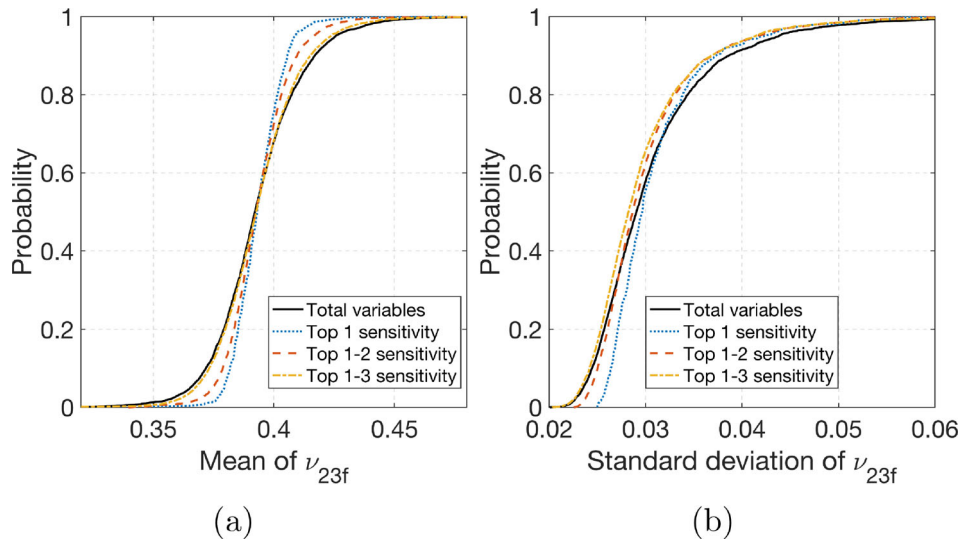 1
0.8
0.6
0.4
0.2
0
Probability
0.35
0.4
0.45
Mean of ν23f
Total variables
Top 1 sensitivity
Top 1-2 sensitivity
Top 1-3 sensitivity
(a)
1
0.8
0.6
0.4
0.2
0
Probability
0.02
0.03
0.04
0.05
0.06
Standard deviation of ν23f
Total variables
Top 1 sensitivity
Top 1-2 sensitivity
Top 1-3 sensitivity
(b)